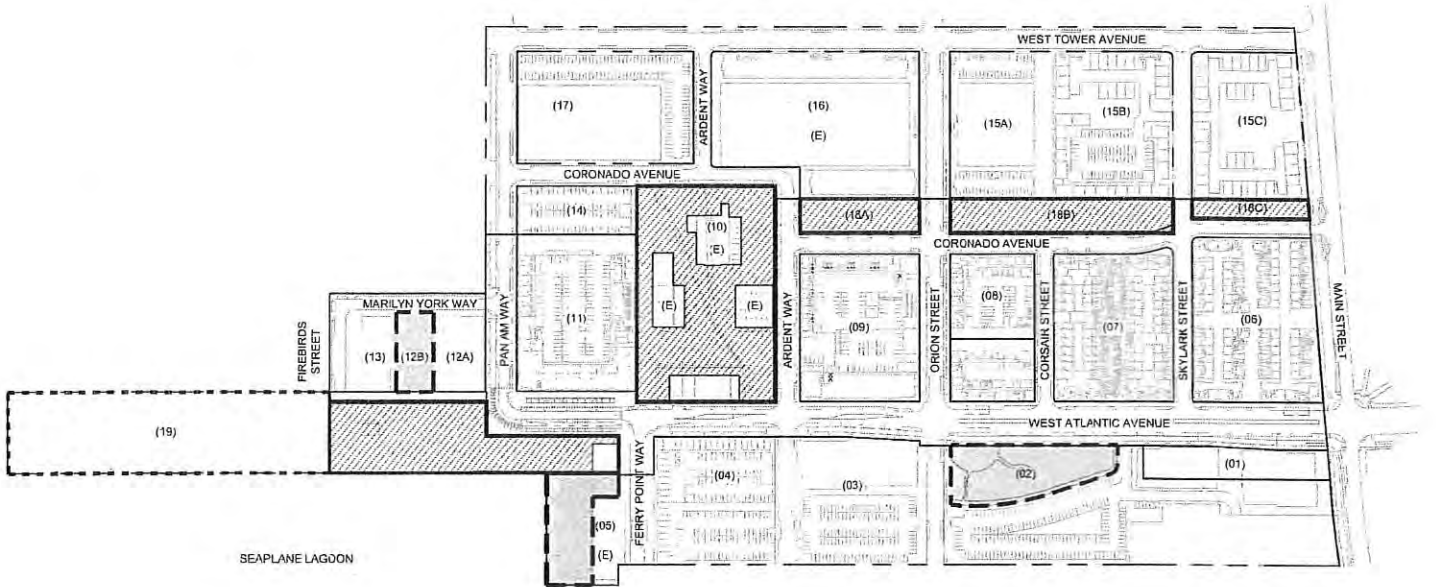 WEST TOWER AVENUE
(17)
ARDENT WAY
(16)
(E)
(15A)
(15B)
(15C)
CORONADO AVENUE
(14)
(10)
(E)
(18A)
(18B)
(18C)
CORONADO AVENUE
(E)
(E)
MARILYN YORK WAY
FIREBIRDS
STREET
(13)
(12B)
(12A)
PAN AM WAY
(11)
ARDENT WAY
(09)
ORION STREET
(08)
CORSAIR STREET
(07)
SKYLARK STREET
(06)
MAIN STREET
(19)
WEST ATLANTIC AVENUE
FERRY POINT WAY
(04)
(03)
(02)
(01)
(05)
(E)
SEAPLANE LAGOON